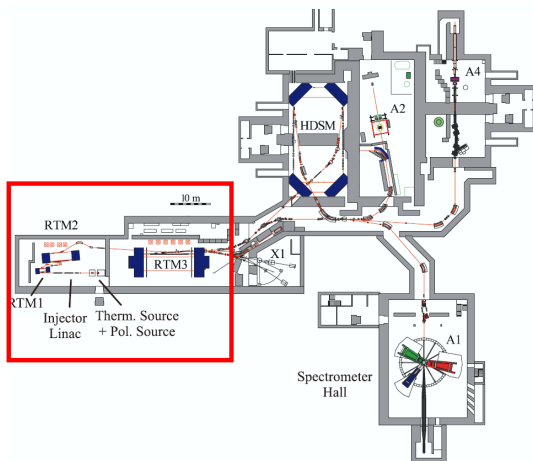 A4
A2
HDSM
10 m
RTM2
RTM3
X1
RTM1
Injector
Linac
Therm. Source
+ Pol. Source
A1
Spectrometer
Hall